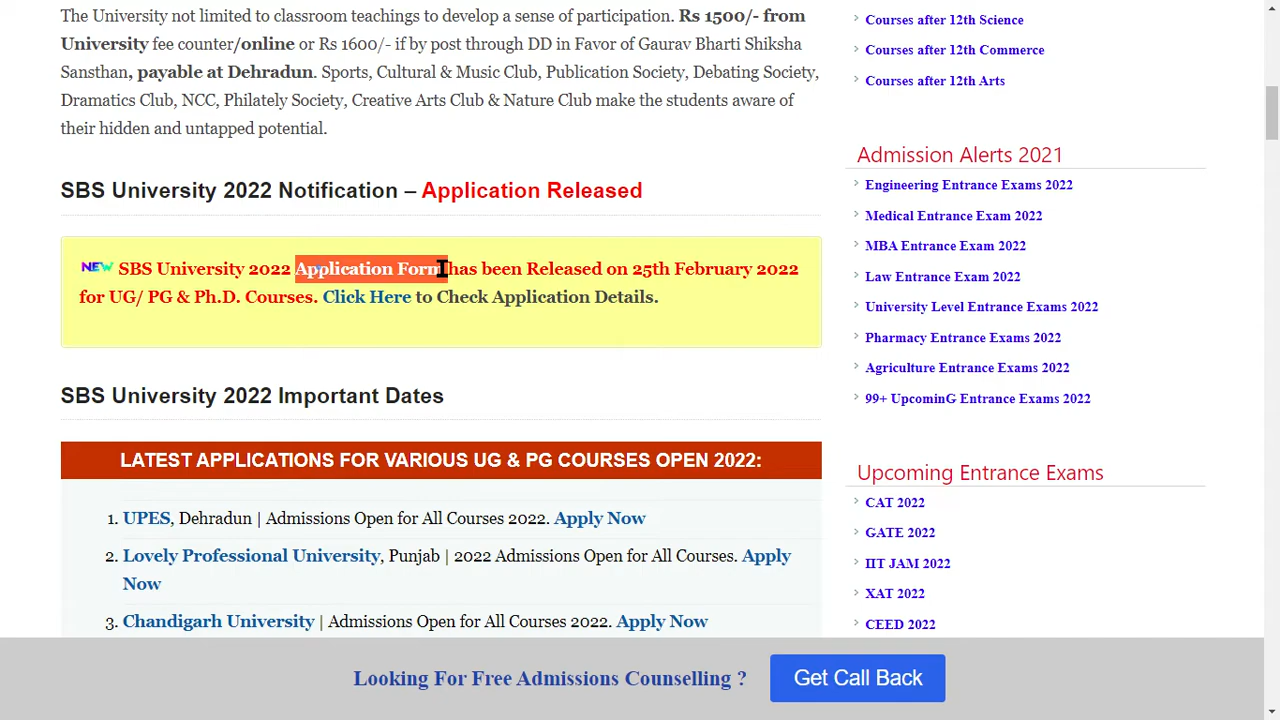 The University not limited to classroom teachings to develop a sense of participation. Rs 1500/- from
University fee counter/online or Rs 1600/- if by post through DD in Favor of Gaurav Bharti Shiksha
Sansthan, payable at Dehradun. Sports, Cultural & Music Club, Publication Society, Debating Society,
Dramatics Club, NCC, Philately Society, Creative Arts Club & Nature Club make the students aware of
their hidden and untapped potential.
SBS University 2022 Notification – Application Released
NEW SBS University 2022 Application Form has been Released on 25th February 2022
for UG/ PG & Ph.D. Courses. Click Here to Check Application Details.
SBS University 2022 Important Dates
LATEST APPLICATIONS FOR VARIOUS UG & PG COURSES OPEN 2022:
1. UPES, Dehradun | Admissions Open for All Courses 2022. Apply Now
2. Lovely Professional University, Punjab | 2022 Admissions Open for All Courses. Apply
Now
3. Chandigarh University | Admissions Open for All Courses 2022. Apply Now
Courses after 12th Science
Courses after 12th Commerce
Courses after 12th Arts
Admission Alerts 2021
Engineering Entrance Exams 2022
Medical Entrance Exam 2022
MBA Entrance Exam 2022
Law Entrance Exam 2022
University Level Entrance Exams 2022
Pharmacy Entrance Exams 2022
Agriculture Entrance Exams 2022
99+ UpcominG Entrance Exams 2022
Upcoming Entrance Exams
CAT 2022
GATE 2022
IIT JAM 2022
XAT 2022
CEED 2022
Looking For Free Admissions Counselling ?
Get Call Back